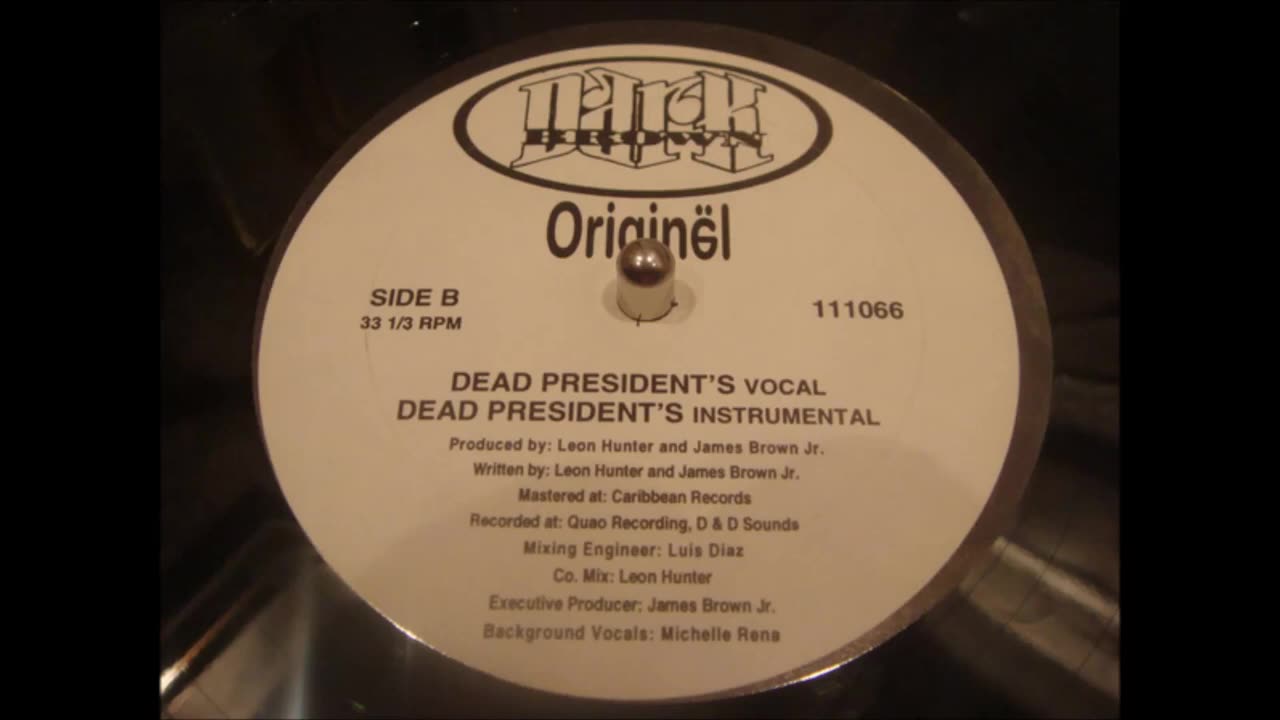 Dark
BROWN
Originël
SIDE B
33 1/3 RPM
111066
DEAD PRESIDENT'S VOCAL
DEAD PRESIDENT'S INSTRUMENTAL
Produced by: Leon Hunter and James Brown Jr.
Written by: Leon Hunter and James Brown Jr.
Mastered at: Caribbean Records
Recorded at: Quao Recording, D & D Sounds
Mixing Engineer: Luis Diaz
Co. Mix: Leon Hunter
Executive Producer: James Brown Jr.
Background Vocals: Michelle Rena